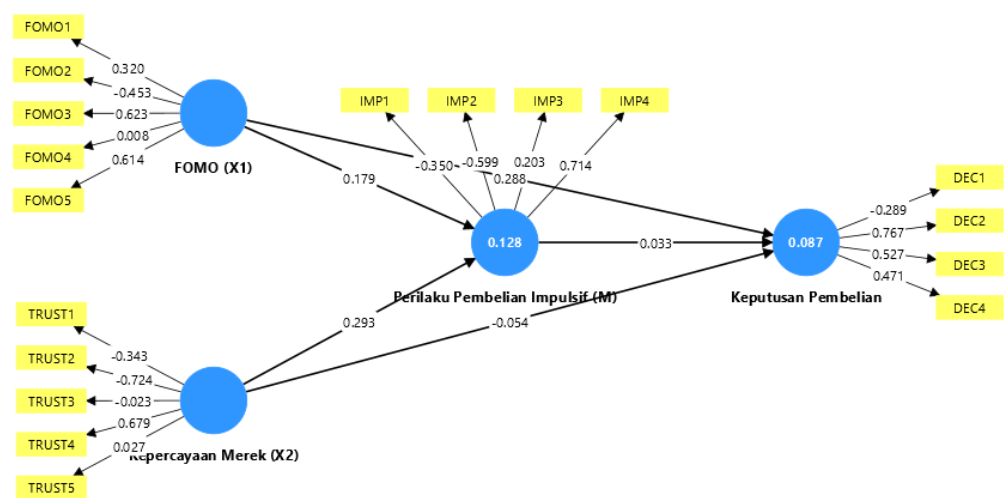 FOMO1
FOMO2
FOMO3
FOMO4
FOMO5
0.320
-0.453
0.623
0.008
0.614
FOMO (X1)
IMP1
IMP2
IMP3
IMP4
-0.350
-0.599
0.203
0.714
0.179
0.288
0.128
Perilaku Pembelian Impulsif (M)
0.033
0.087
Keputusan Pembelian
-0.289
0.767
0.527
0.471
DEC1
DEC2
DEC3
DEC4
0.293
-0.054
TRUST1
TRUST2
TRUST3
TRUST4
TRUST5
-0.343
-0.724
-0.023
0.679
0.027
Kepercayaan Merek (X2)